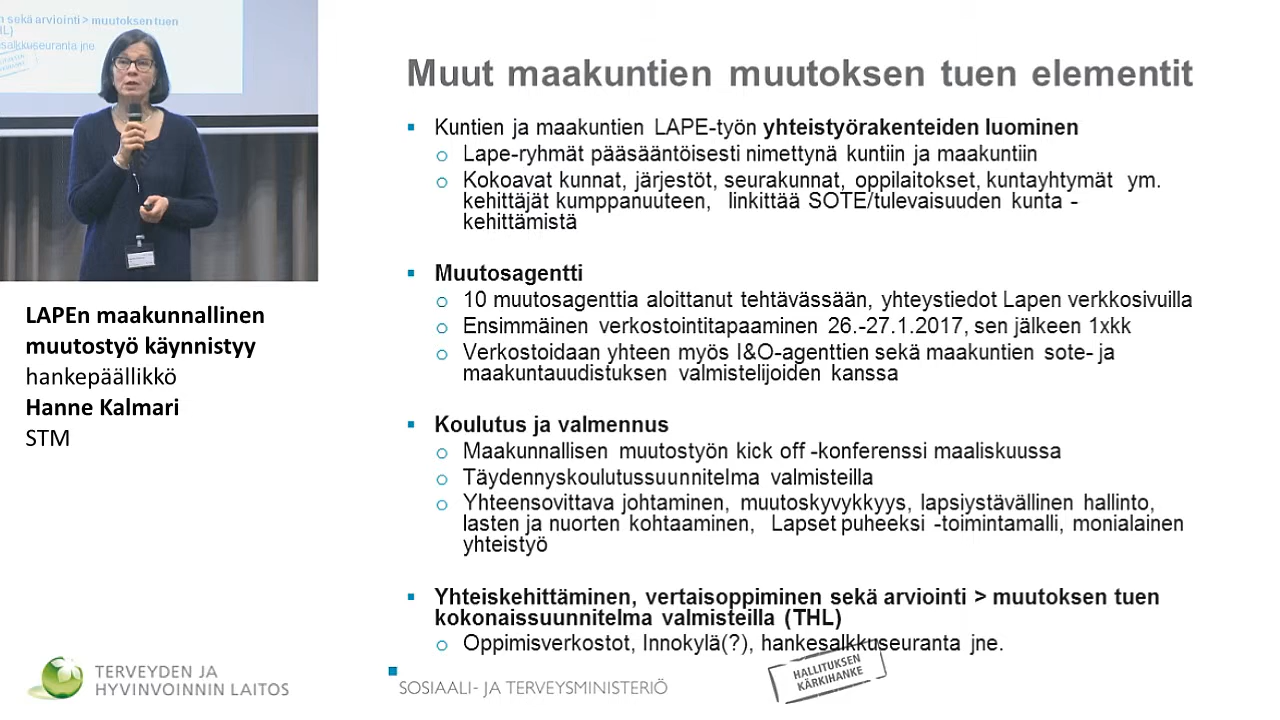 n sekä arviointi > muutoksen tuen
HL)
esalkkuseuranta jne
LAPEn maakunnallinen
muutostyö käynnistyy
hankepäällikkö
Hanne Kalmari
STM
TERVEYDEN JA
HYVINVOINNIN LAITOS
Muut maakuntien muutoksen tuen elementit
▪ Kuntien ja maakuntien LAPE-työn yhteistyörakenteiden luominen
o Lape-ryhmät pääsääntöisesti nimettynä kuntiin ja maakuntiin
o Kokoavat kunnat, järjestöt, seurakunnat, oppilaitokset, kuntayhtymät ym.
kehittäjät kumppanuuteen, linkittää SOTE/tulevaisuuden kunta -
kehittämistä
▪ Muutosagentti
o 10 muutosagenttia aloittanut tehtävässään, yhteystiedot Lapen verkkosivuilla
o Ensimmäinen verkostointitapaaminen 26.-27.1.2017, sen jälkeen 1xkk
o Verkostoidaan yhteen myös I&O-agenttien sekä maakuntien sote- ja
maakuntauudistuksen valmistelijoiden kanssa
▪ Koulutus ja valmennus
o Maakunnallisen muutostyön kick off -konferenssi maaliskuussa
o Täydennyskoulutussuunnitelma valmisteilla
o Yhteensovittava johtaminen, muutoskyvykkyys, lapsiystävällinen hallinto,
lasten ja nuorten kohtaaminen, Lapset puheeksi -toimintamalli, monialainen
yhteistyö
▪ Yhteiskehittäminen, vertaisoppiminen sekä arviointi > muutoksen tuen
kokonaissuunnitelma valmisteilla (THL)
o Oppimisverkostot, Innokylä(?), hankesalkkuseuranta jne.
SOSIAALI- JA TERVEYSMINISTERIÖ
HALLITUKSEN
KÄRKIHANKE